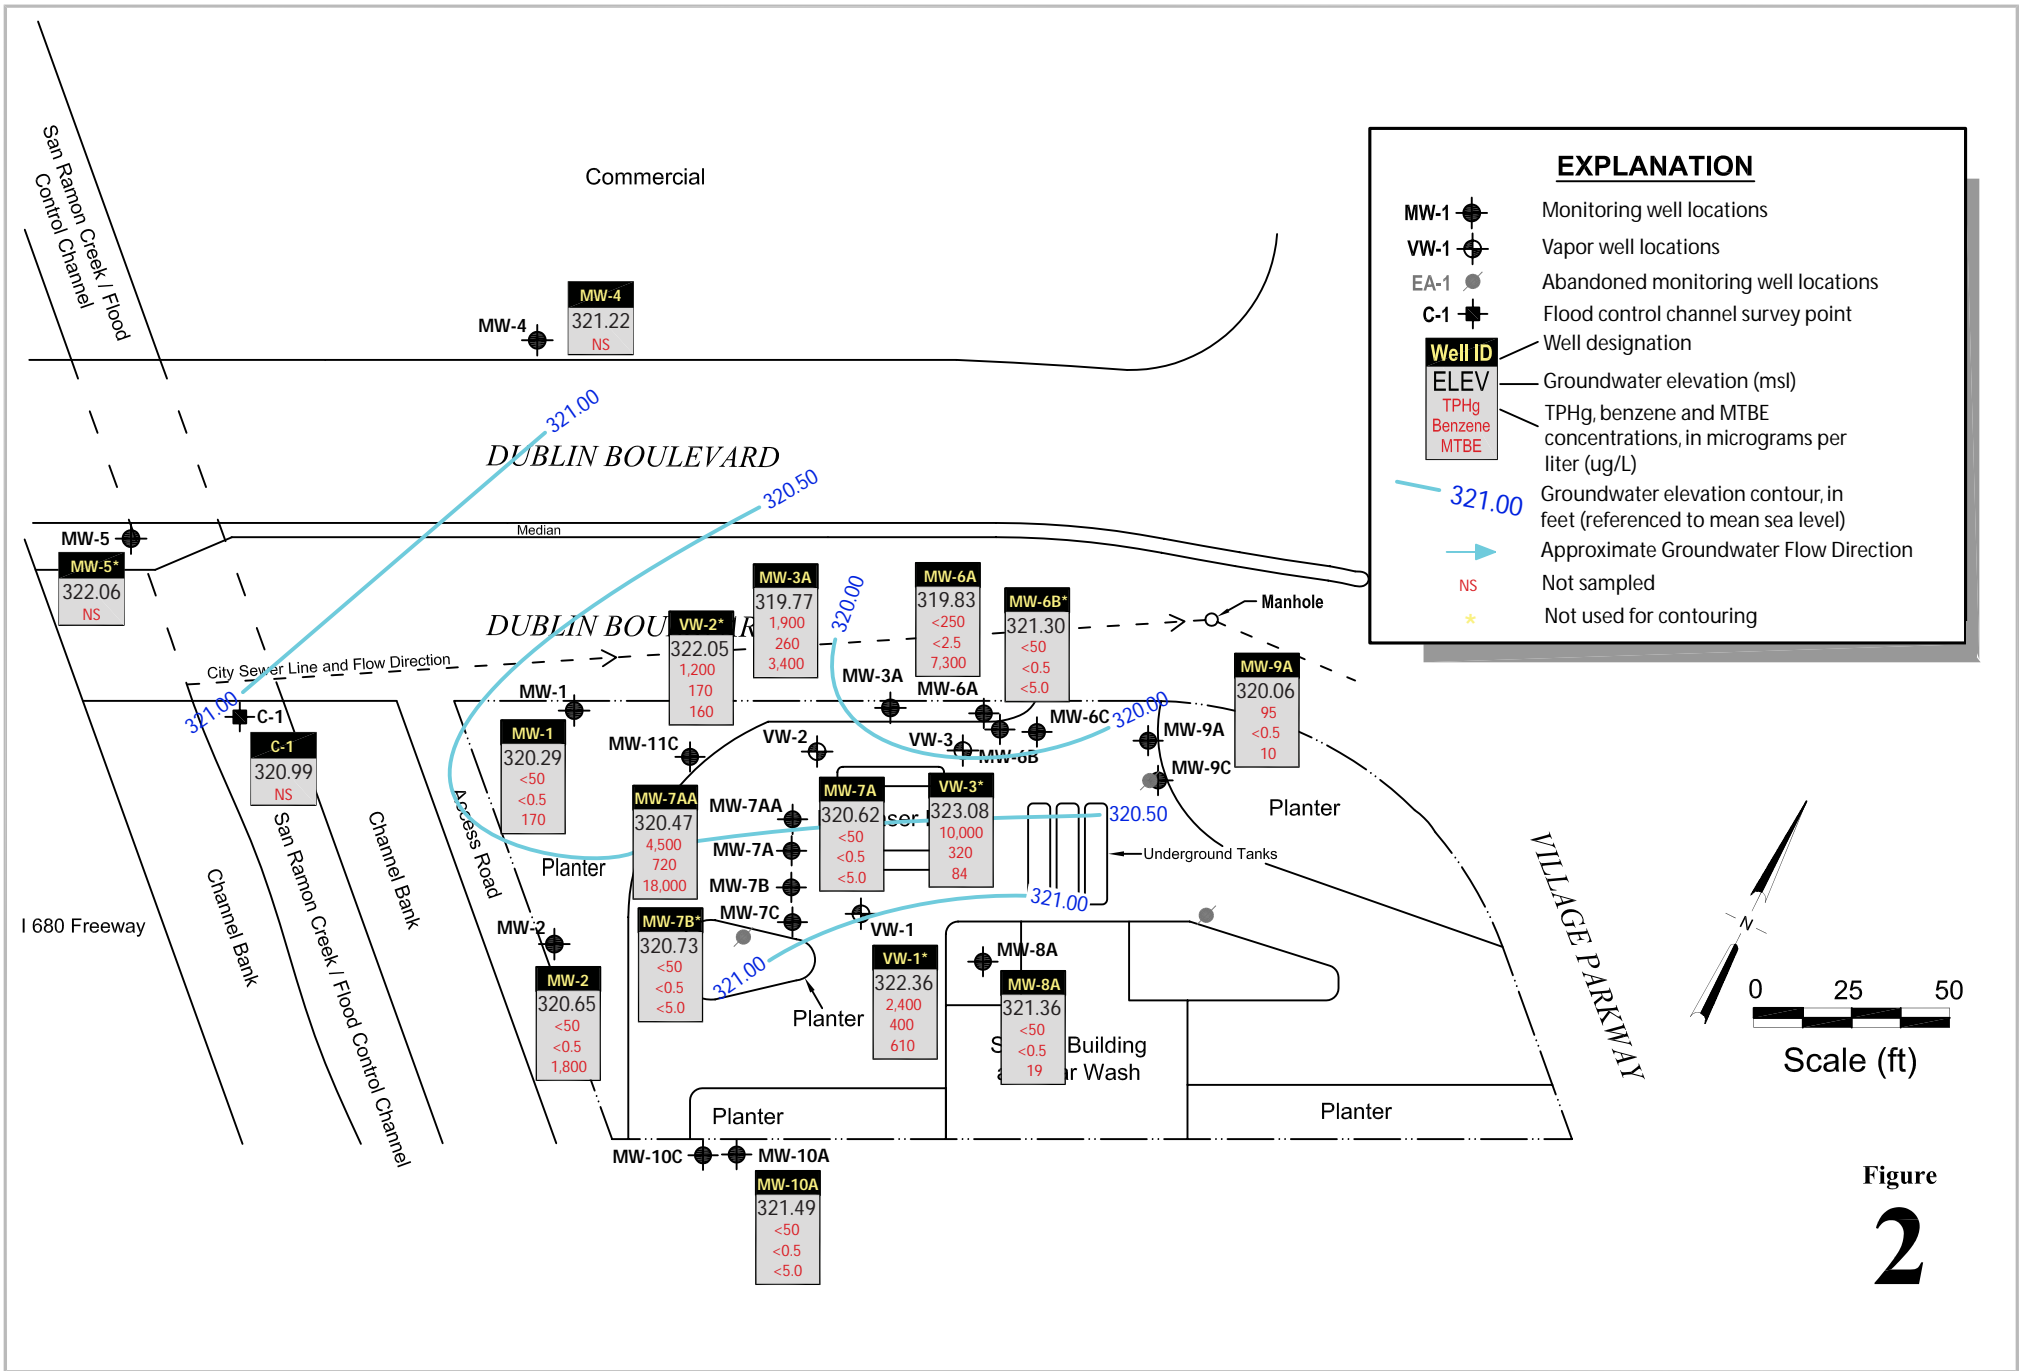 San Ramon Creek / Flood
Control Channel
Commercial
MW-4
MW-4
321.22
NS
321.00
DUBLIN BOULEVARD
320.50
Median
MW-5
MW-5*
322.06
NS
DUBLIN BOU
AR
City Sewer Line and Flow Direction
321.00
C-1
C-1
320.99
NS
MW-1
MW-1
320.29
<50
<0.5
170
VW-2*
322.05
1,200
170
160
MW-3A
319.77
1,900
260
3,400
320.00
MW-6A
319.83
<250
<2.5
7,300
MW-6B*
321.30
<50
<0.5
<5.0
Manhole
MW-9A
320.06
95
<0.5
10
MW-3A
MW-6A
MW-6C
320.00
MW-9A
MW-11C
VW-2
VW-3
MW-6B
MW-9C
MW-7AA
320.47
4,500
720
18,000
MW-7AA
MW-7A
MW-7B
MW-7C
MW-7A
320.62
<50
<0.5
<5.0
ser
VW-3*
323.08
10,000
320
84
320.50
Planter
Underground Tanks
321.00
Access Road
Planter
Channel Bank
San Ramon Creek / Flood Control Channel
Channel Bank
I 680 Freeway
MW-2
MW-2
320.65
<50
<0.5
1,800
MW-7B*
320.73
<50
<0.5
<5.0
321.00
Planter
VW-1
VW-1*
322.36
2,400
400
610
MW-8A
MW-8A
321.36
<50
<0.5
19
S Building
a r Wash
Planter
Planter
MW-10C
MW-10A
MW-10A
321.49
<50
<0.5
<5.0
VILLAGE PARKWAY
EXPLANATION
MW-1 Monitoring well locations
VW-1 Vapor well locations
EA-1 Abandoned monitoring well locations
C-1 Flood control channel survey point
Well ID Well designation
ELEV Groundwater elevation (msl)
TPHg
Benzene
MTBE
TPHg, benzene and MTBE
concentrations, in micrograms per
liter (ug/L)
321.00 Groundwater elevation contour, in
feet (referenced to mean sea level)
Approximate Groundwater Flow Direction
NS Not sampled
* Not used for contouring
N
0 25 50
Scale (ft)
Figure
2